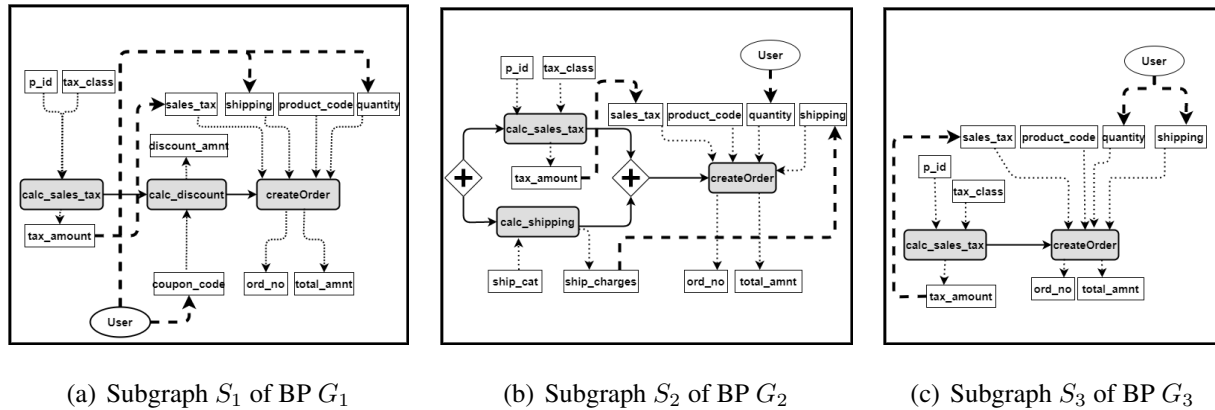 p_id tax_class
sales_tax shipping product_code quantity
discount_amnt
calc_sales_tax calc_discount createOrder
tax_amount
coupon_code ord_no total_amnt
User
User
p_id tax_class
sales_tax product_code quantity shipping
calc_sales_tax
tax_amount createOrder
calc_shipping
ship_cat ship_charges ord_no total_amnt
User
sales_tax product_code quantity shipping
p_id
tax_class
calc_sales_tax createOrder
tax_amount ord_no total_amnt
(a) Subgraph S1 of BP G1
(b) Subgraph S2 of BP G2
(c) Subgraph S3 of BP G3